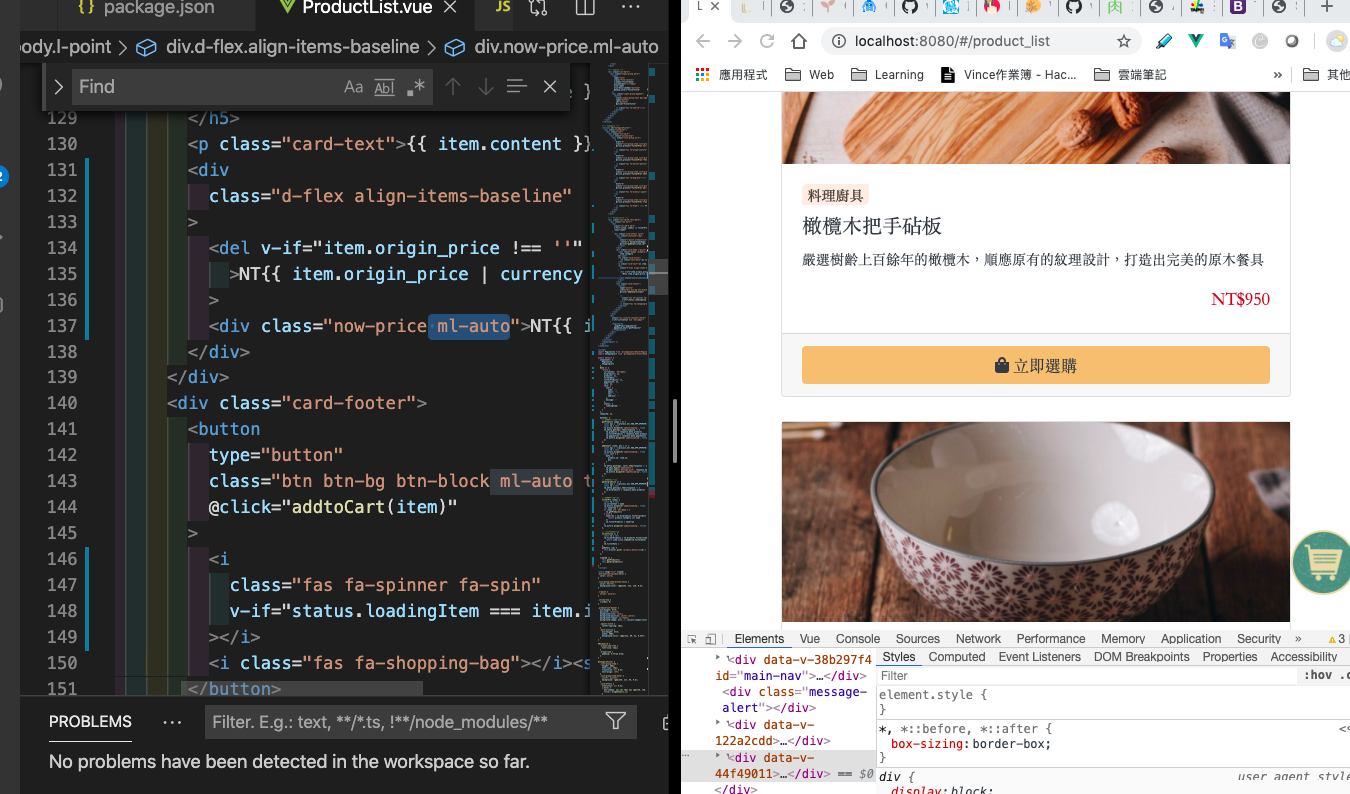 package.json
ProductList.vue
JS
body.l-point > div.d-flex.align-items-baseline > div.now-price.ml-auto
Find
Aa
Abl
.*
129 </h5>
130 <p class="card-text">{{ item.content }}
131 <div
132 class="d-flex align-items-baseline"
133 >
134 <del v-if="item.origin_price !== ''"
135 >NT{{ item.origin_price | currency
136 >
137 <div class="now-price ml-auto">NT{{ i
138 </div>
139 </div>
140 <div class="card-footer">
141 <button
142 type="button"
143 class="btn btn-bg btn-block ml-auto t
144 @click="addtoCart(item)"
145 >
146 <i
147 class="fas fa-spinner fa-spin"
148 v-if="status.loadingItem === item.i
149 ></i>
150 <i class="fas fa-shopping-bag"></i><s
151 </button>
PROBLEMS
Filter. E.g.: text, **/*.ts, !**/node_modules/**
No problems have been detected in the workspace so far.
localhost:8080/#/product_list
應用程式 Web Learning Vince作業簿 - Hac... 雲端筆記 » 其他
料理廚具
橄欖木把手砧板
嚴選樹齡上百餘年的橄欖木，順應原有的紋理設計，打造出完美的原木餐具
NT$950
立即選購
Elements Vue Console Sources Network Performance Memory Application Security » 3
<div data-v-38b297f4
id="main-nav">…</div>
<div class="message-
alert"></div>
<div data-v-
122a2cdd>…</div>
<div data-v-
44f49011>…</div> == $0
</div>
Styles Computed Event Listeners DOM Breakpoints Properties Accessibility
Filter :hov .c
element.style {
}
*, *::before, *::after {
box-sizing: border-box;
}
div { user agent style
display: block;